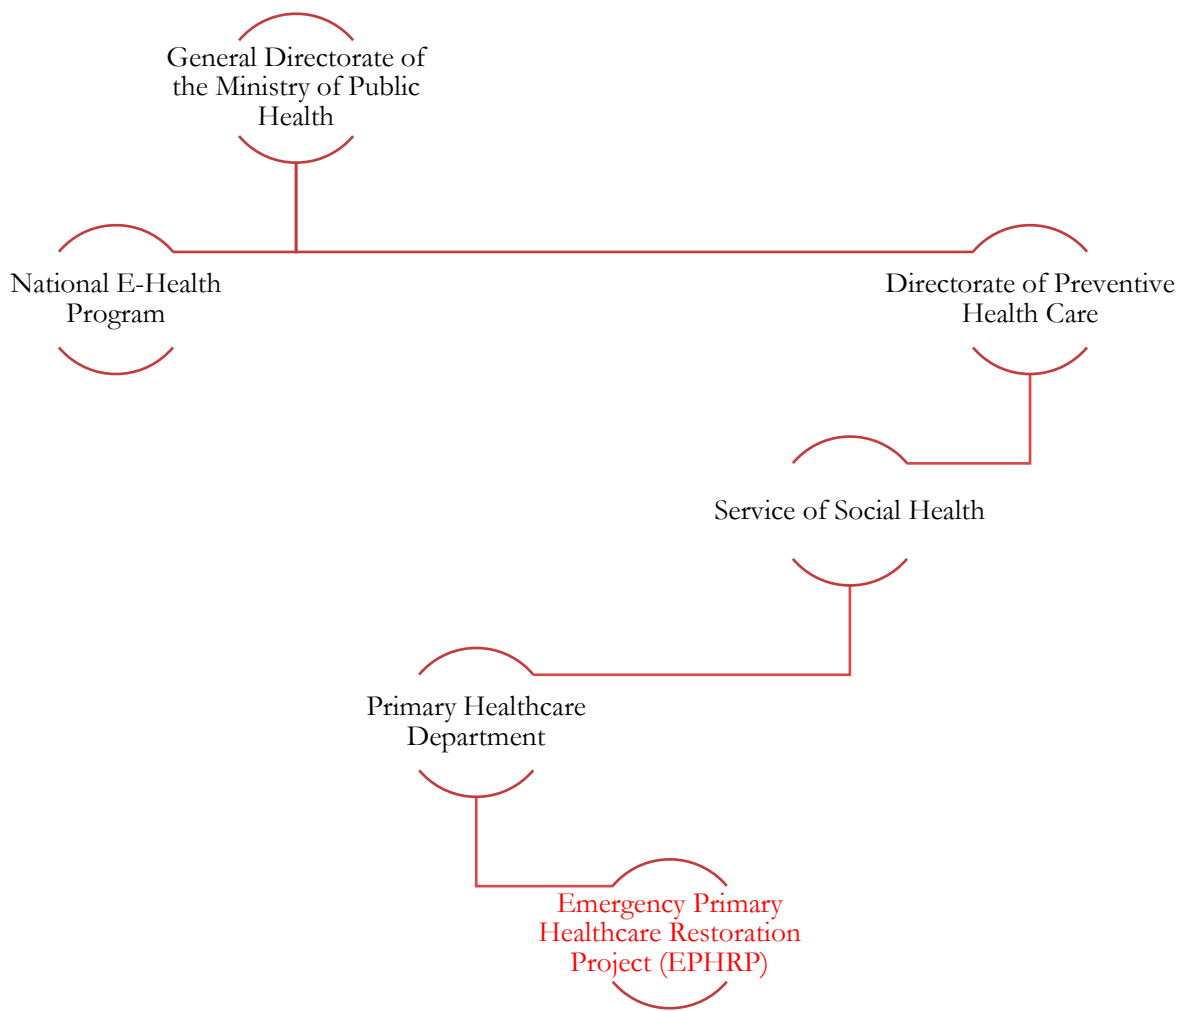 General Directorate of
the Ministry of Public
Health
National E-Health
Program
Directorate of Preventive
Health Care
Service of Social Health
Primary Healthcare
Department
Emergency Primary
Healthcare Restoration
Project (EPHRP)